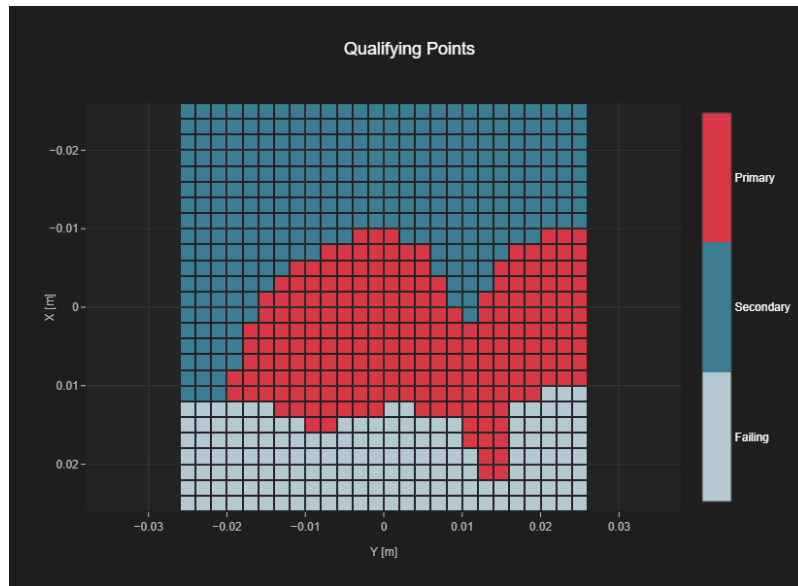 Qualifying Points
−0.02
−0.01
0
0.01
0.02
X [m]
−0.03
−0.02
−0.01
0
0.01
0.02
0.03
Y [m]
Primary
Secondary
Failing